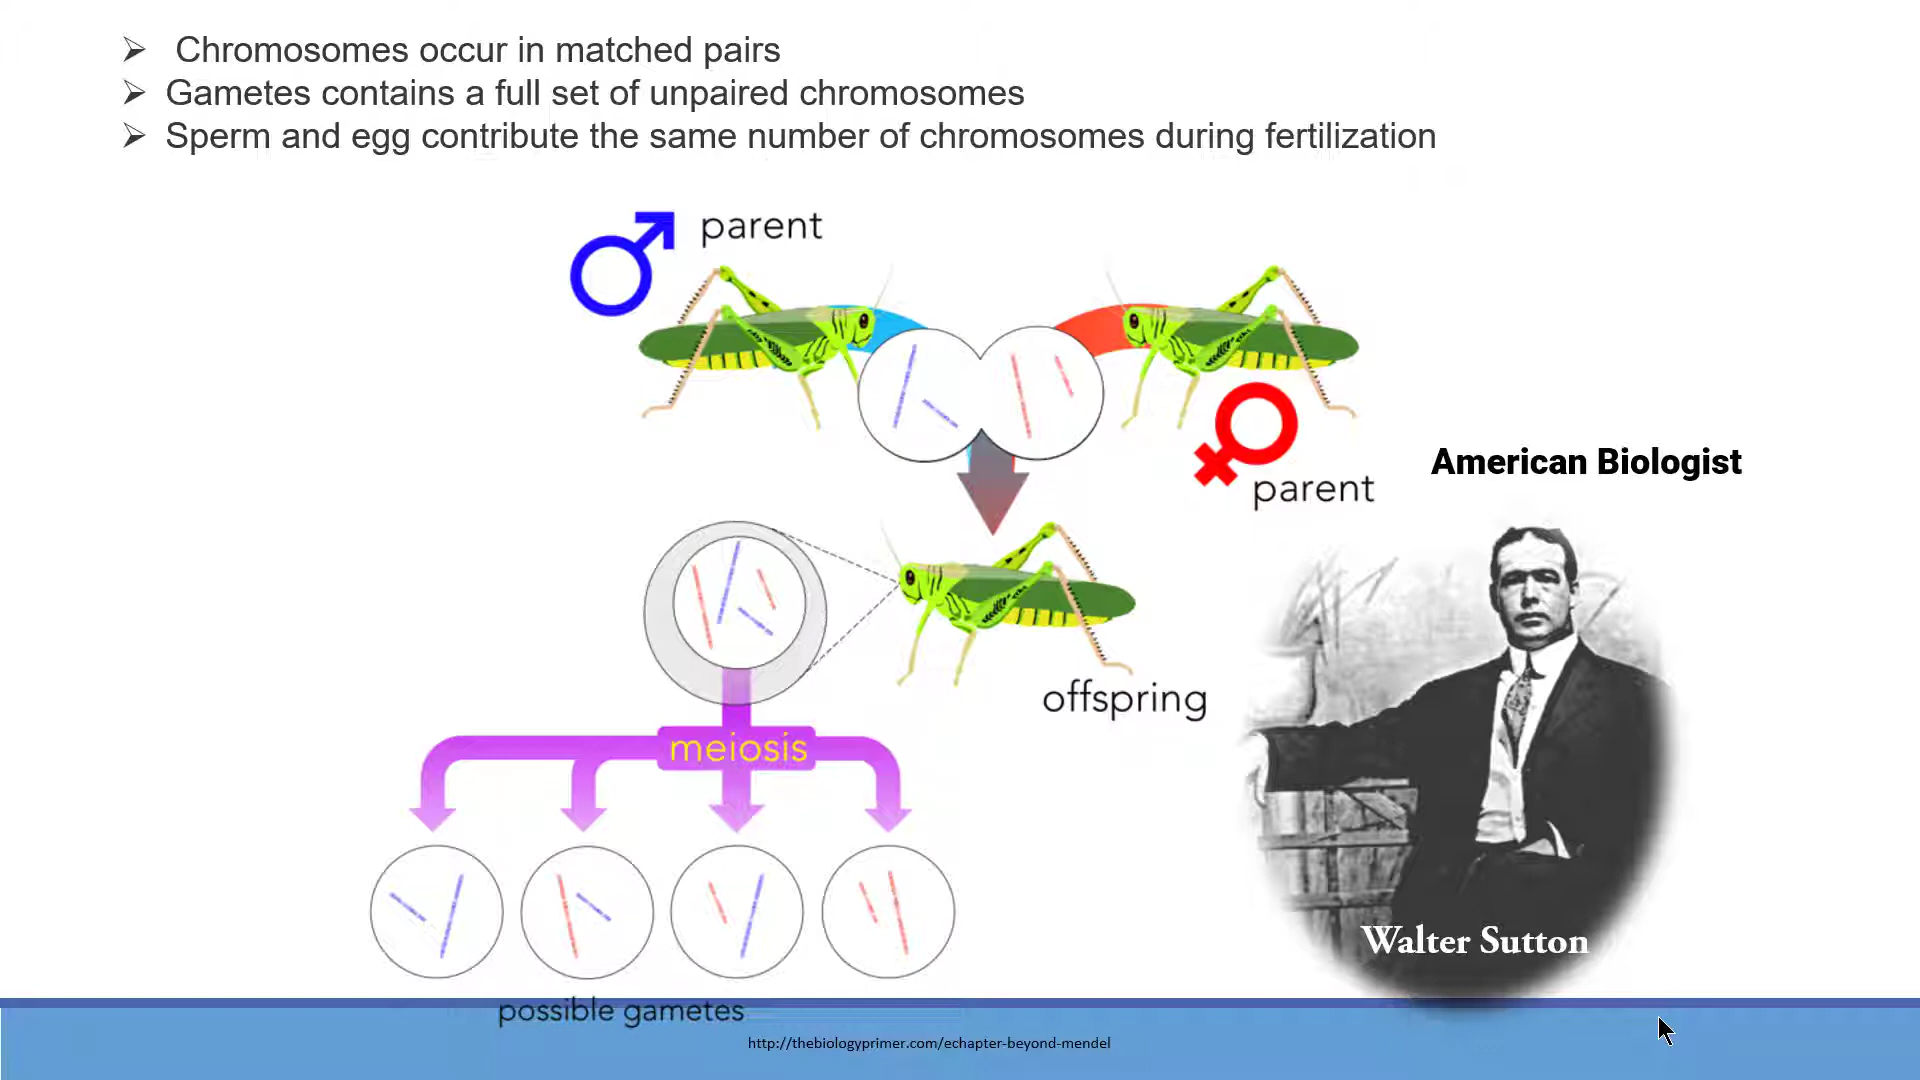 ➢ Chromosomes occur in matched pairs
➢ Gametes contains a full set of unpaired chromosomes
➢ Sperm and egg contribute the same number of chromosomes during fertilization
parent
parent
American Biologist
offspring
meiosis
Walter Sutton
possible gametes
http://thebiologyprimer.com/echapter-beyond-mendel